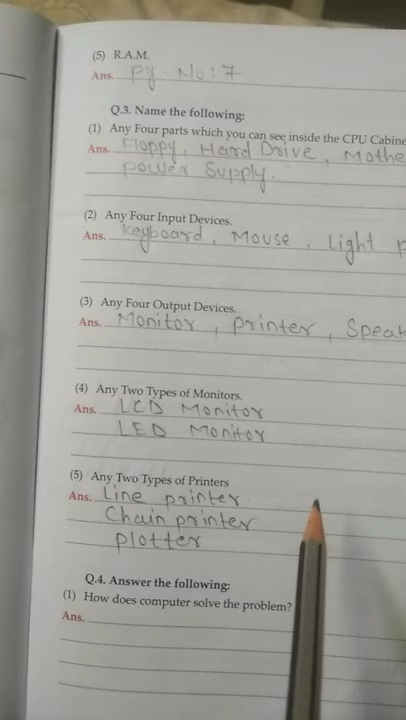 (5) R.A.M.
Ans. Pg. No: 7
Q.3. Name the following:
(1) Any Four parts which you can see inside the CPU Cabine
Ans. Floppy, Hard Drive, Mothe
power Supply.
(2) Any Four Input Devices.
Ans. Keyboard, Mouse, Light P
(3) Any Four Output Devices.
Ans. Monitor, printer, Speak
(4) Any Two Types of Monitors.
Ans. LCD Monitor
LED Monitor
(5) Any Two Types of Printers
Ans. Line printer
Chain printer
plotter
Q.4. Answer the following:
(1) How does computer solve the problem?
Ans.